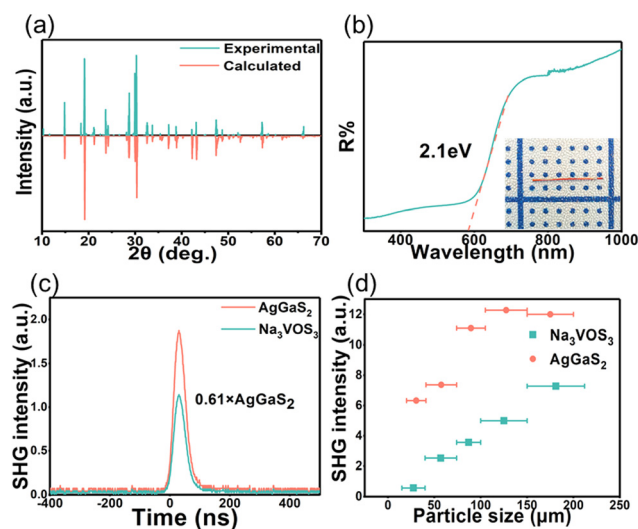 (a)
Experimental
Calculated
Intensity (a.u.)
10 20 30 40 50 60 70
2θ (deg.)
(b)
R%
2.1eV
400 600 800 1000
Wavelength (nm)
(c)
AgGaS₂
Na₃VOS₃
SHG intensity (a.u.)
2.0
1.5
1.0
0.5
0.0
0.61×AgGaS₂
-400 -200 0 200 400
Time (ns)
(d)
SHG intensity (a.u.)
12
10
8
6
4
2
0
Na₃VOS₃
AgGaS₂
0 50 100 150 200 250
Particle size (μm)